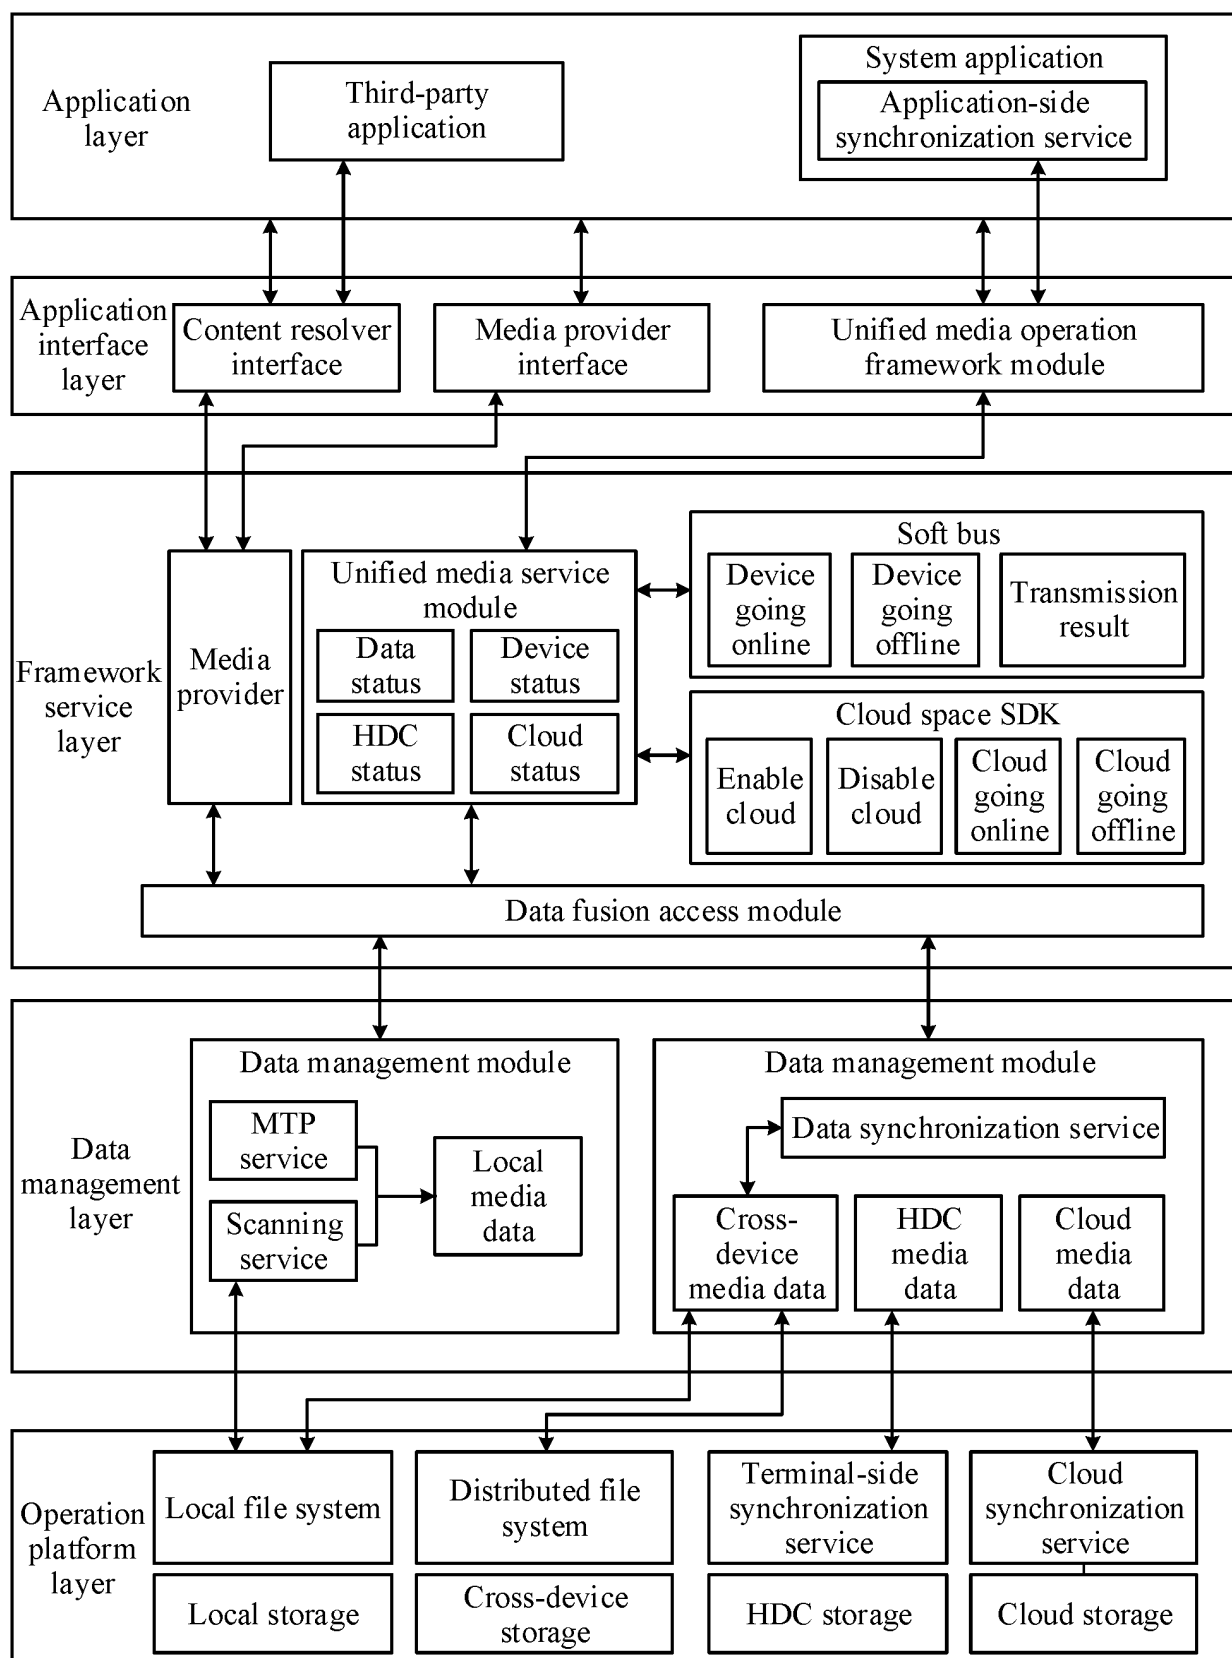 Application
layer
Third-party
application
System application
Application-side
synchronization service
Application
interface
layer
Content resolver
interface
Media provider
interface
Unified media operation
framework module
Framework
service
layer
Media
provider
Unified media service
module
Data
status
Device
status
HDC
status
Cloud
status
Soft bus
Device
going
online
Device
going
offline
Transmission
result
Cloud space SDK
Enable
cloud
Disable
cloud
Cloud
going
online
Cloud
going
offline
Data fusion access module
Data
management
layer
Data management module
MTP
service
Scanning
service
Local
media
data
Data management module
Data synchronization service
Cross-
device
media data
HDC
media
data
Cloud
media
data
Operation
platform
layer
Local file system
Distributed file
system
Terminal-side
synchronization
service
Cloud
synchronization
service
Local storage
Cross-device
storage
HDC storage
Cloud storage